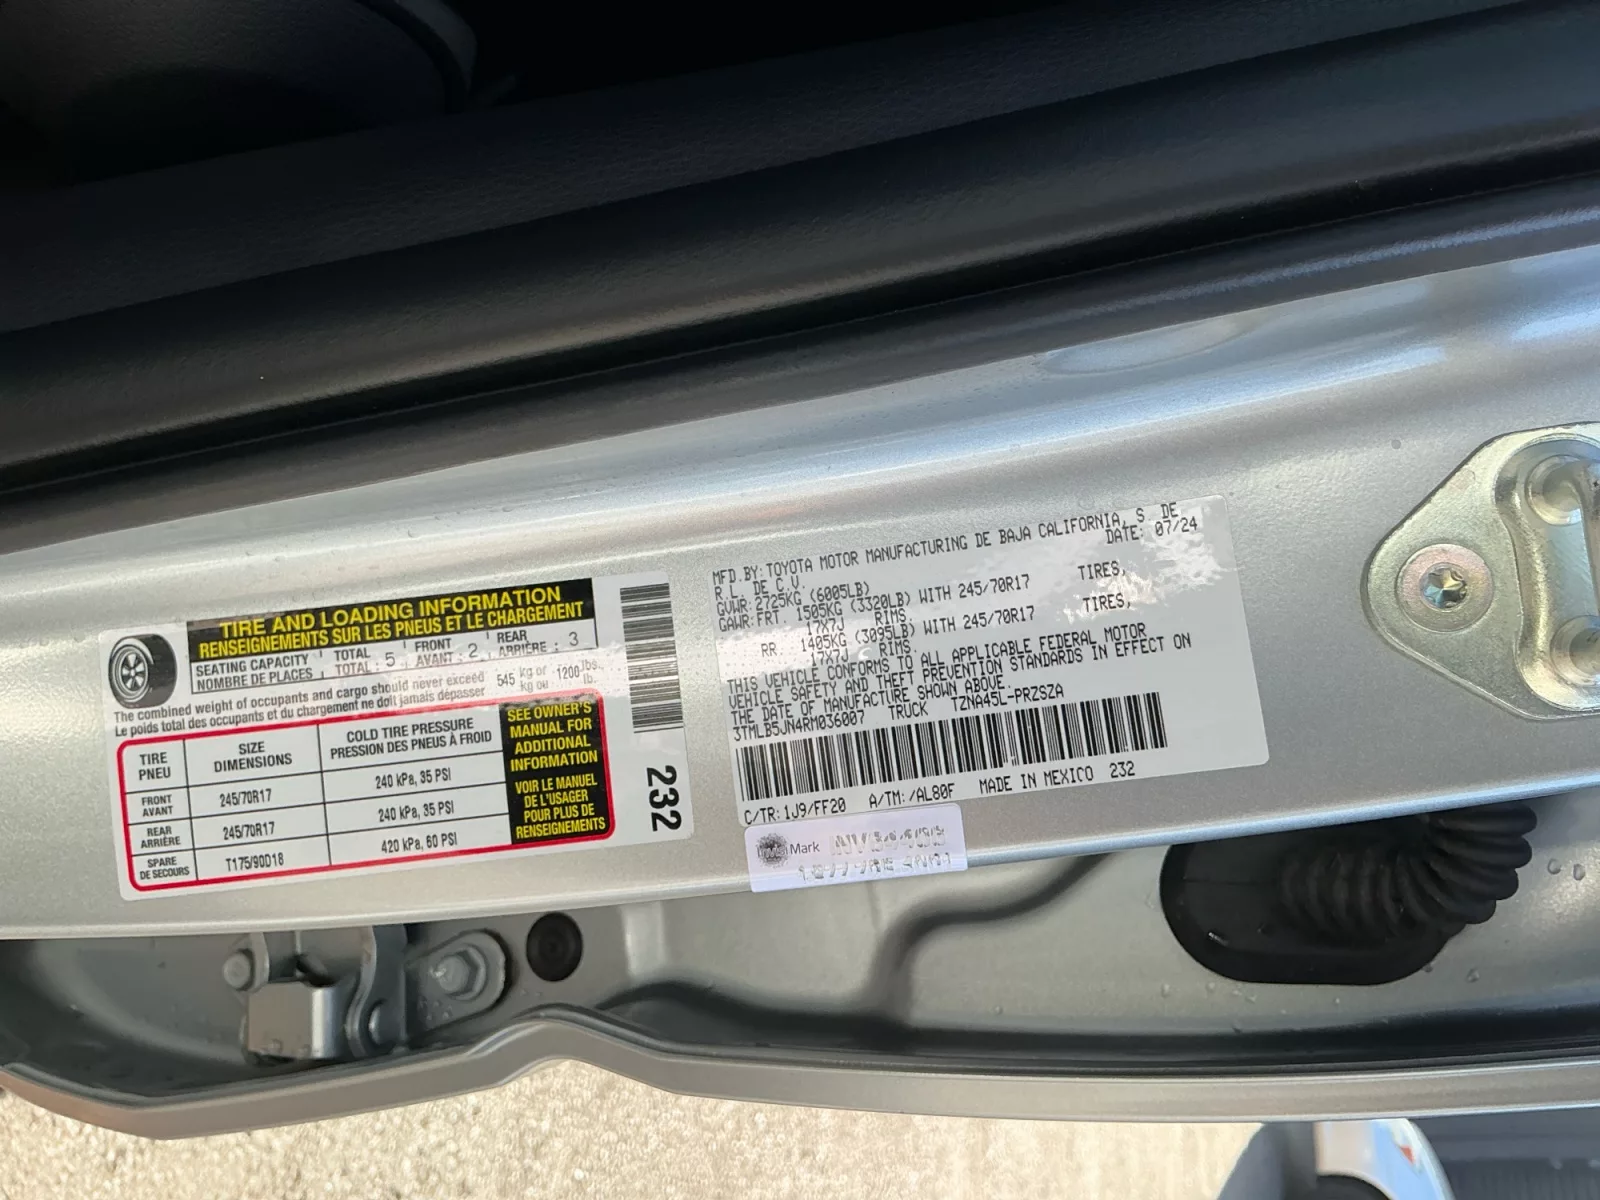 TIRE AND LOADING INFORMATION
RENSEIGNEMENTS SUR LES PNEUS ET LE CHARGEMENT
SEATING CAPACITY TOTAL FRONT REAR
NOMBRE DE PLACES TOTAL : 5 AVANT : 2 ARRIÈRE : 3
The combined weight of occupants and cargo should never exceed 545 kg or 1200 lbs.
Le poids total des occupants et du chargement ne doit jamais dépasser kg ou lb.
TIRE SIZE COLD TIRE PRESSURE
PNEU DIMENSIONS PRESSION DES PNEUS À FROID
FRONT
AVANT 245/70R17 240 kPa, 35 PSI
REAR
ARRIÈRE 245/70R17 240 kPa, 35 PSI
SPARE
DE SECOURS T175/90D18 420 kPa, 60 PSI
SEE OWNER'S
MANUAL FOR
ADDITIONAL
INFORMATION
VOIR LE MANUEL
DE L'USAGER
POUR PLUS DE
RENSEIGNEMENTS
232
MFD.BY:TOYOTA MOTOR MANUFACTURING DE BAJA CALIFORNIA, S. DE
R.L. DE C.V. DATE: 07/24
GVWR:2725KG (6005LB)
GAWR:FRT. 1505KG (3320LB) WITH 245/70R17 TIRES,
17X7J RIMS.
RR. 1405KG (3095LB) WITH 245/70R17 TIRES,
17X7J RIMS.
THIS VEHICLE CONFORMS TO ALL APPLICABLE FEDERAL MOTOR
VEHICLE SAFETY AND THEFT PREVENTION STANDARDS IN EFFECT ON
THE DATE OF MANUFACTURE SHOWN ABOVE.
3TMLB5JN4RM036007 TRUCK TZNA45L-PRZSZA
C/TR:1J9/FF20 A/TM:/AL80F MADE IN MEXICO 232
Mark